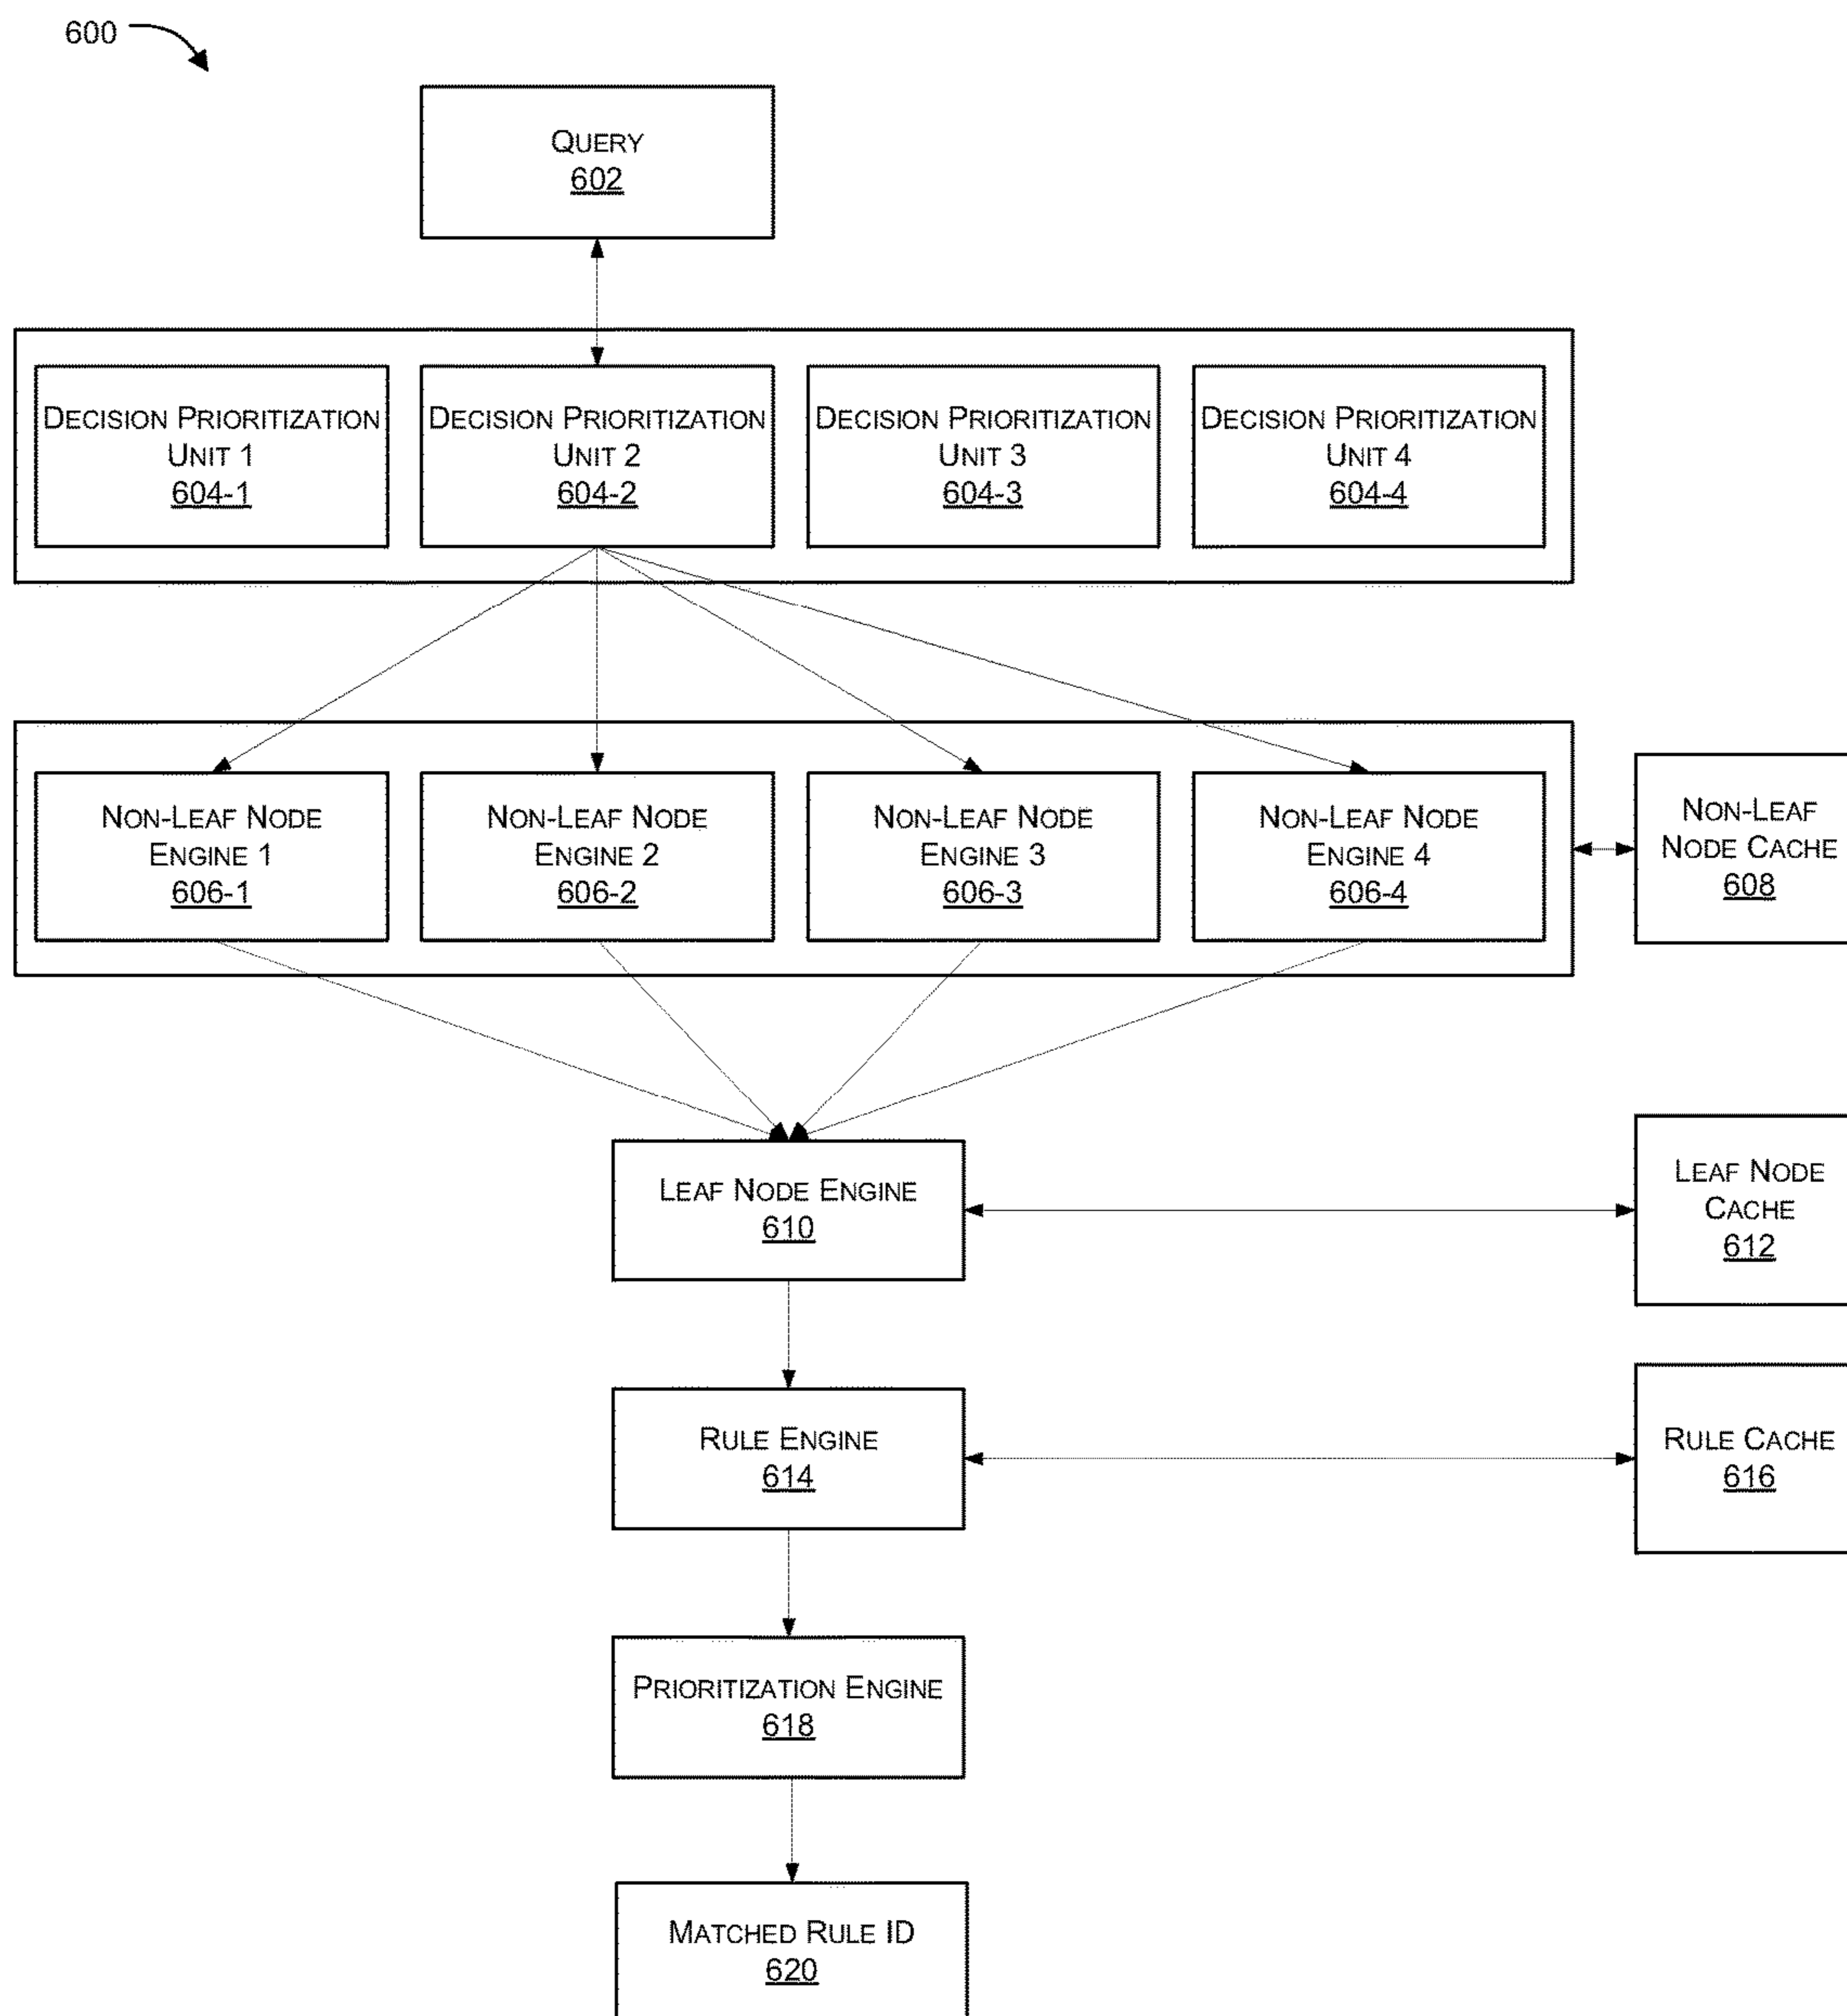 600
QUERY
602
DECISION PRIORITIZATION
UNIT 1
604-1
DECISION PRIORITIZATION
UNIT 2
604-2
DECISION PRIORITIZATION
UNIT 3
604-3
DECISION PRIORITIZATION
UNIT 4
604-4
NON-LEAF NODE
ENGINE 1
606-1
NON-LEAF NODE
ENGINE 2
606-2
NON-LEAF NODE
ENGINE 3
606-3
NON-LEAF NODE
ENGINE 4
606-4
NON-LEAF
NODE CACHE
608
LEAF NODE ENGINE
610
LEAF NODE
CACHE
612
RULE ENGINE
614
RULE CACHE
616
PRIORITIZATION ENGINE
618
MATCHED RULE ID
620